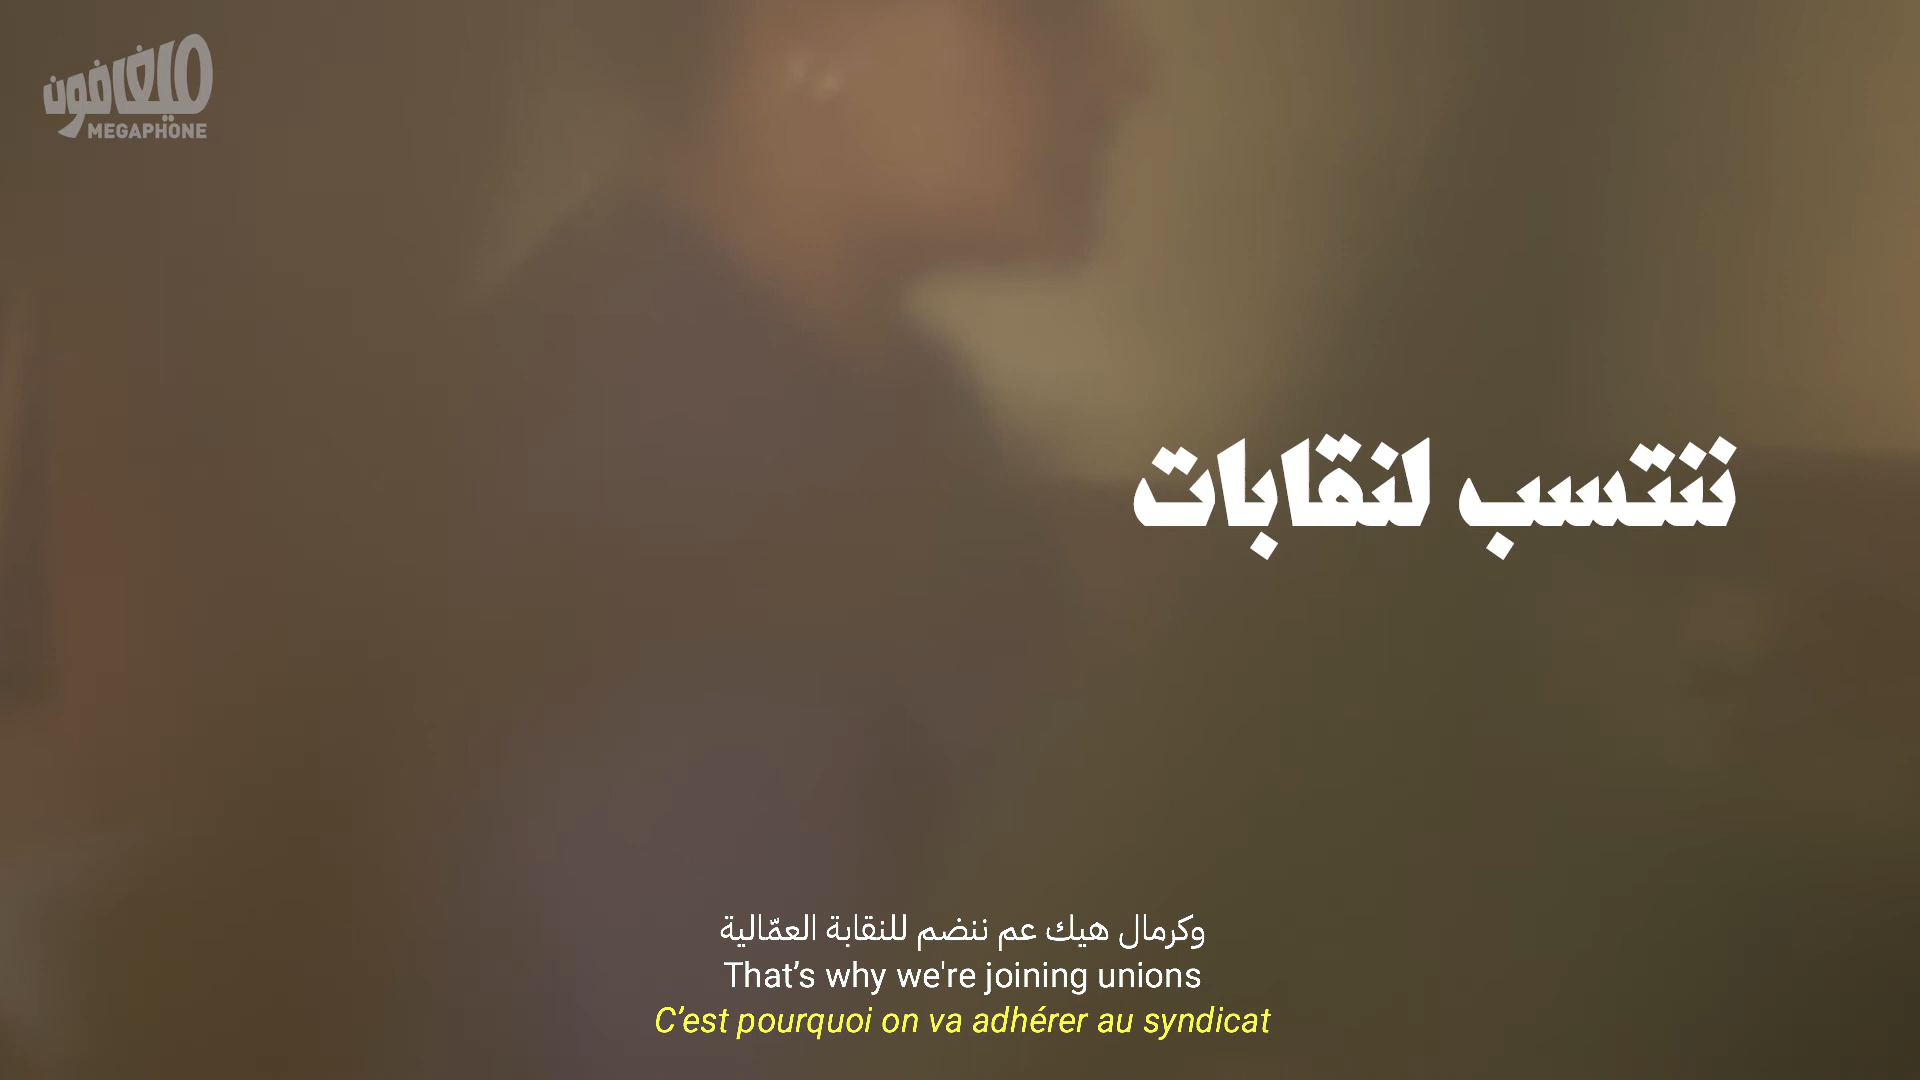 ميغافون
MEGAPHONE
ننتسب لنقابات
وكرمال هيك عم ننضم للنقابة العمّالية
That’s why we're joining unions
C’est pourquoi on va adhérer au syndicat